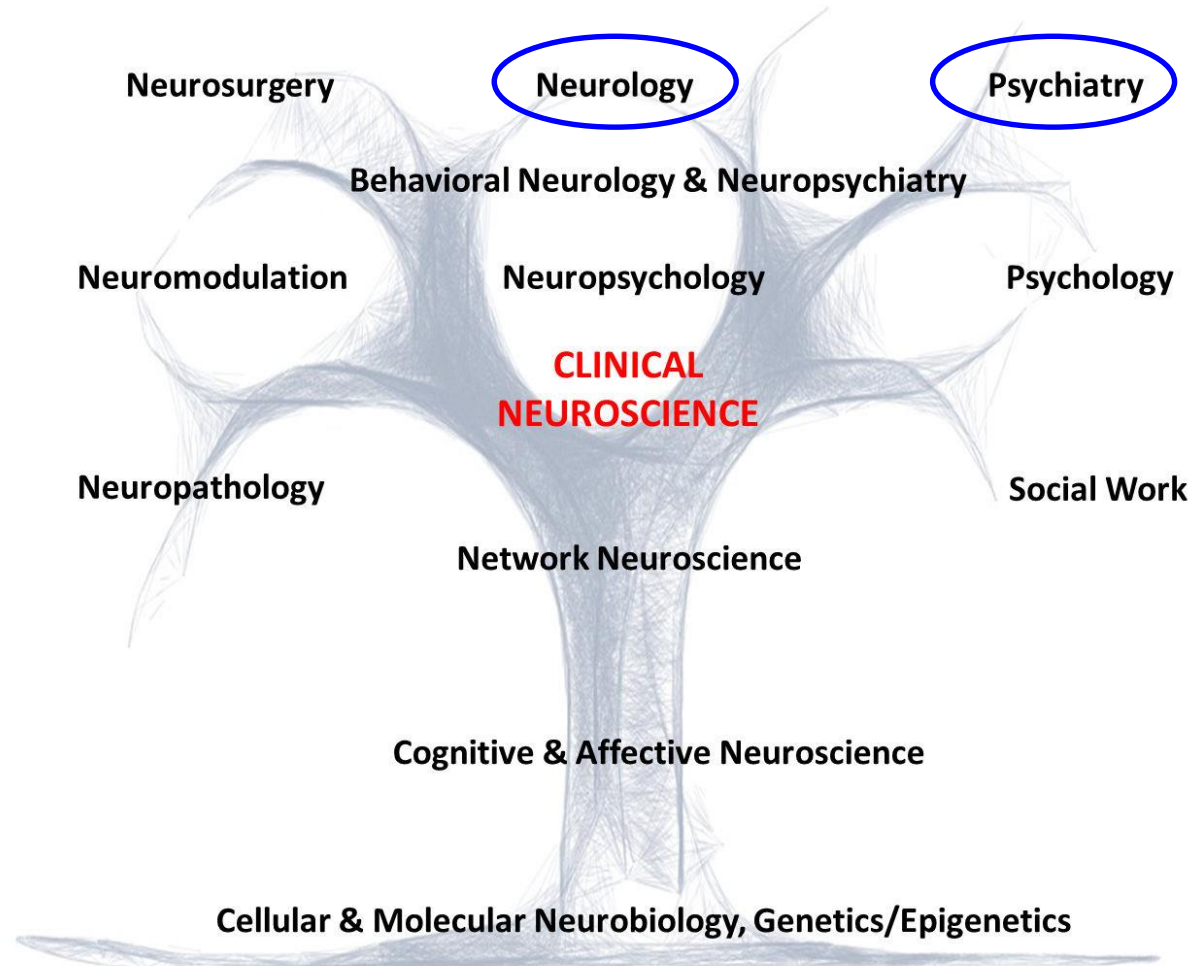 Neurosurgery
Neurology
Psychiatry
Behavioral Neurology & Neuropsychiatry
Neuromodulation
Neuropsychology
Psychology
CLINICAL
NEUROSCIENCE
Neuropathology
Social Work
Network Neuroscience
Cognitive & Affective Neuroscience
Cellular & Molecular Neurobiology, Genetics/Epigenetics